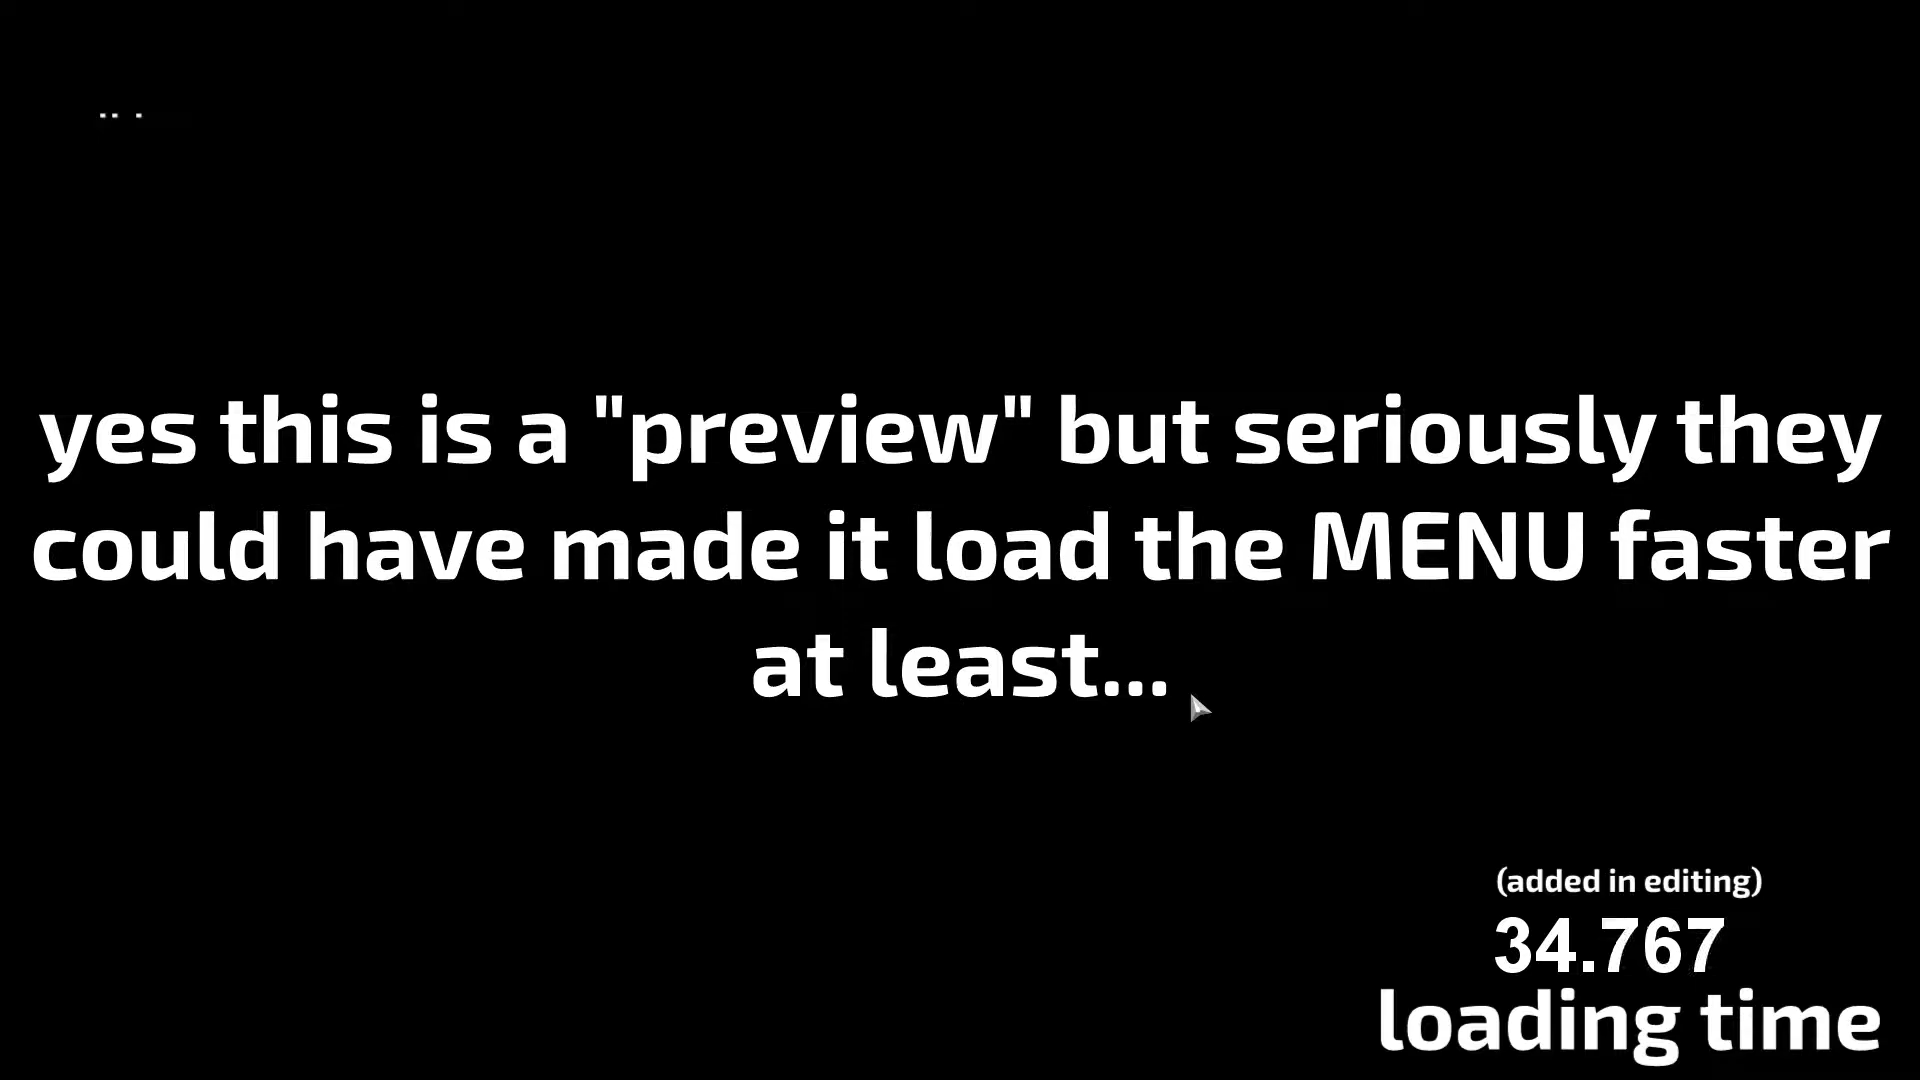 yes this is a "preview" but seriously they
could have made it load the MENU faster
at least...
(added in editing)
34.767
loading time